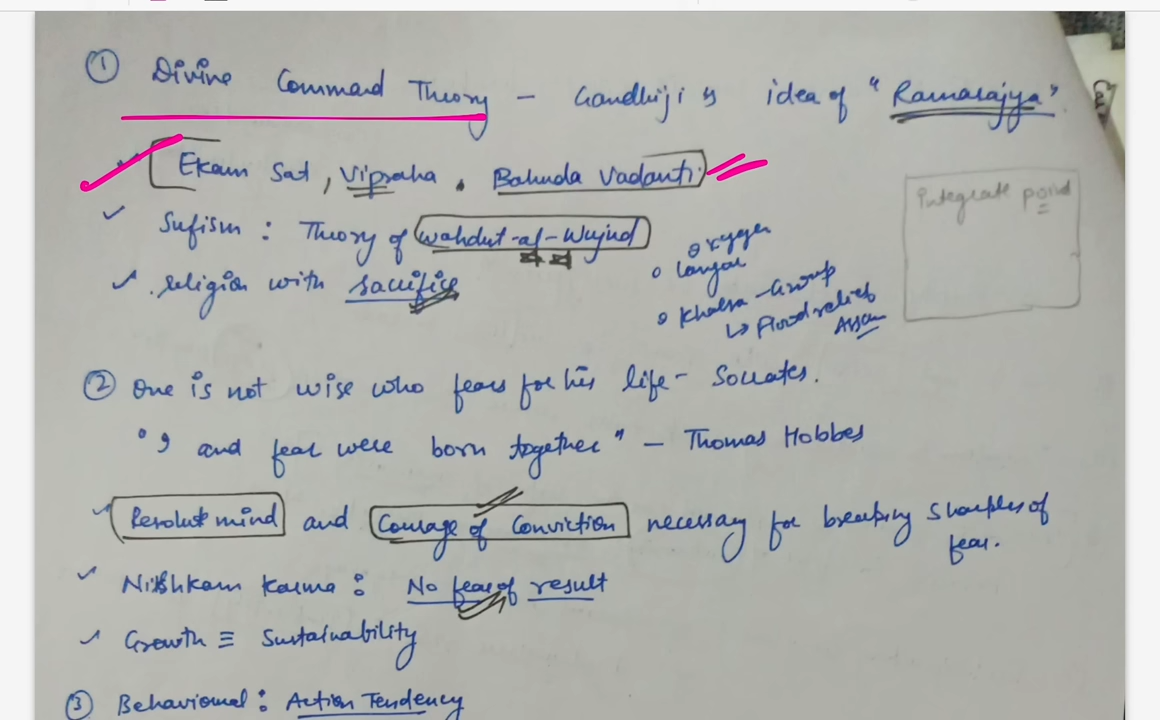 ① Divine Command Theory - Gandhiji's idea of "Ramarajya".
Ekam Sat, Vipraha. Bahuda Vadanti.
Sufism: Theory of Wahdut-al-Wujud
Religion with sacrifice
Oxygen
Langar
Khalsa - Group
↳ Flood relief
Assam
Integrate point
② One is not wise who fears for his life - Socrates.
"I and fear were born together" - Thomas Hobbes
Resolute mind and Courage of Conviction necessary for breaking shackles of
fear.
Nishkam Karma: No fear of result
Growth ≡ Sustainability
③ Behavioural: Action Tendency